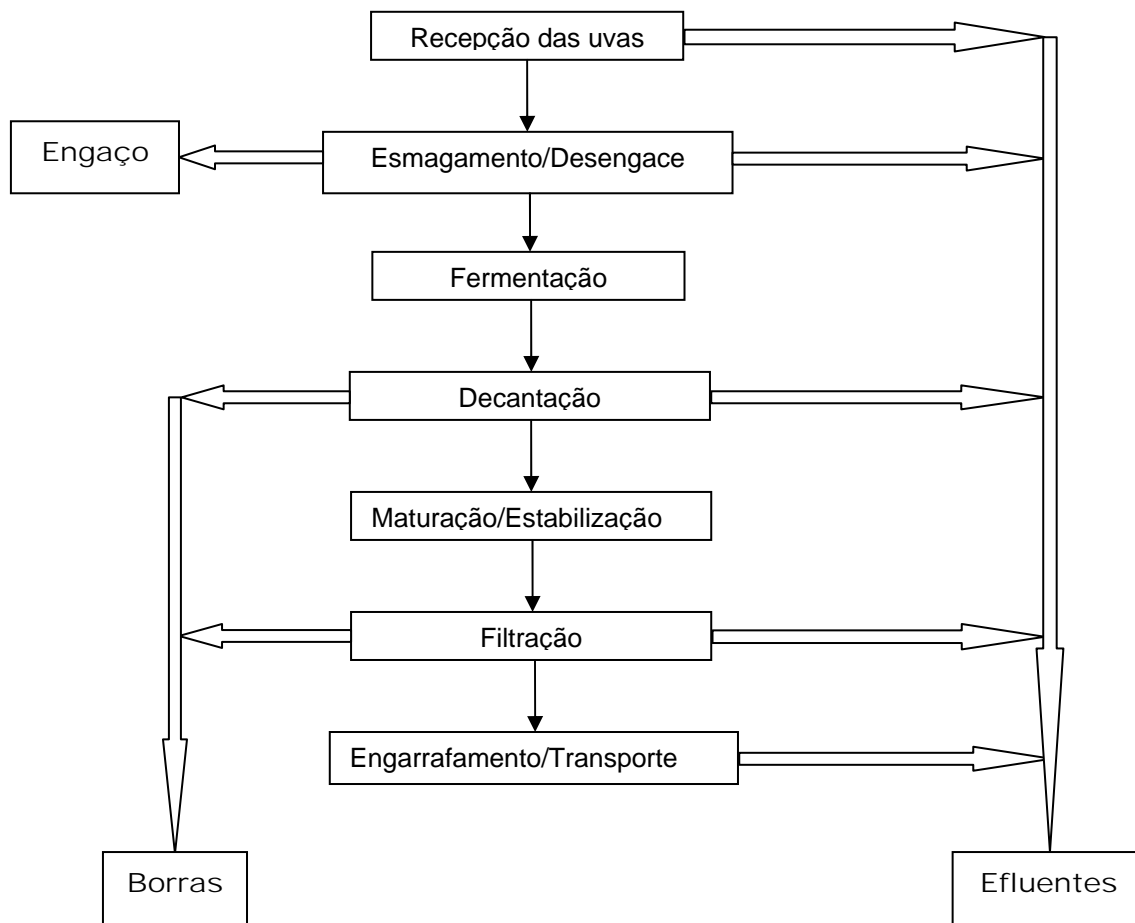 Recepção das uvas
Engaço
Esmagamento/Desengace
Fermentação
Decantação
Maturação/Estabilização
Filtração
Engarrafamento/Transporte
Borras
Efluentes